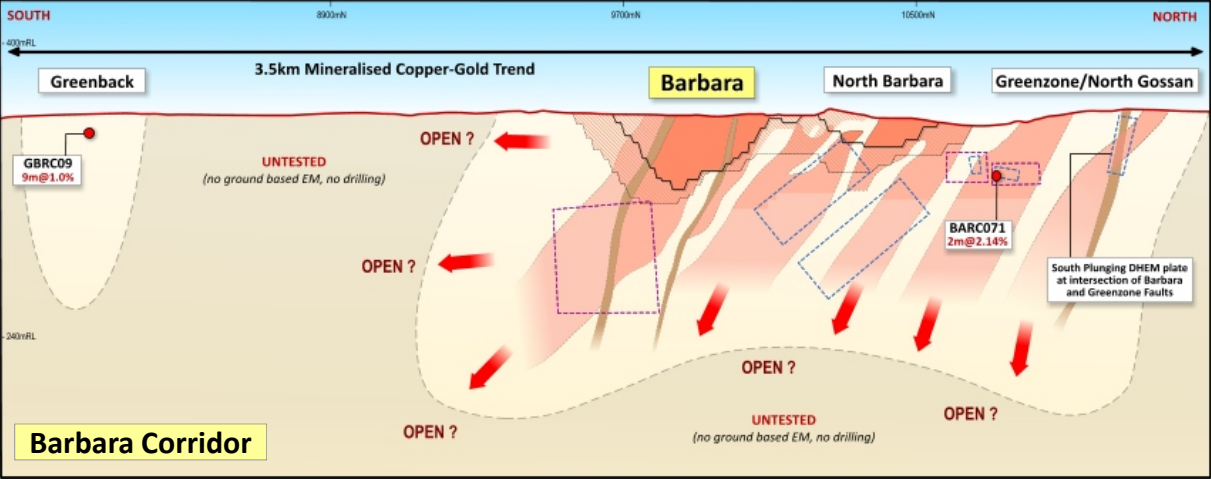 SOUTH
8900mN
9700mN
10500mN
NORTH
400mRL
3.5km Mineralised Copper-Gold Trend
Greenback
Barbara
North Barbara
Greenzone/North Gossan
OPEN ?
GBRC09
9m@1.0%
UNTESTED
(no ground based EM, no drilling)
BARC071
2m@2.14%
OPEN ?
South Plunging DHEM plate
at intersection of Barbara
and Greenzone Faults
240mRL
OPEN ?
OPEN ?
OPEN ?
UNTESTED
(no ground based EM, no drilling)
Barbara Corridor